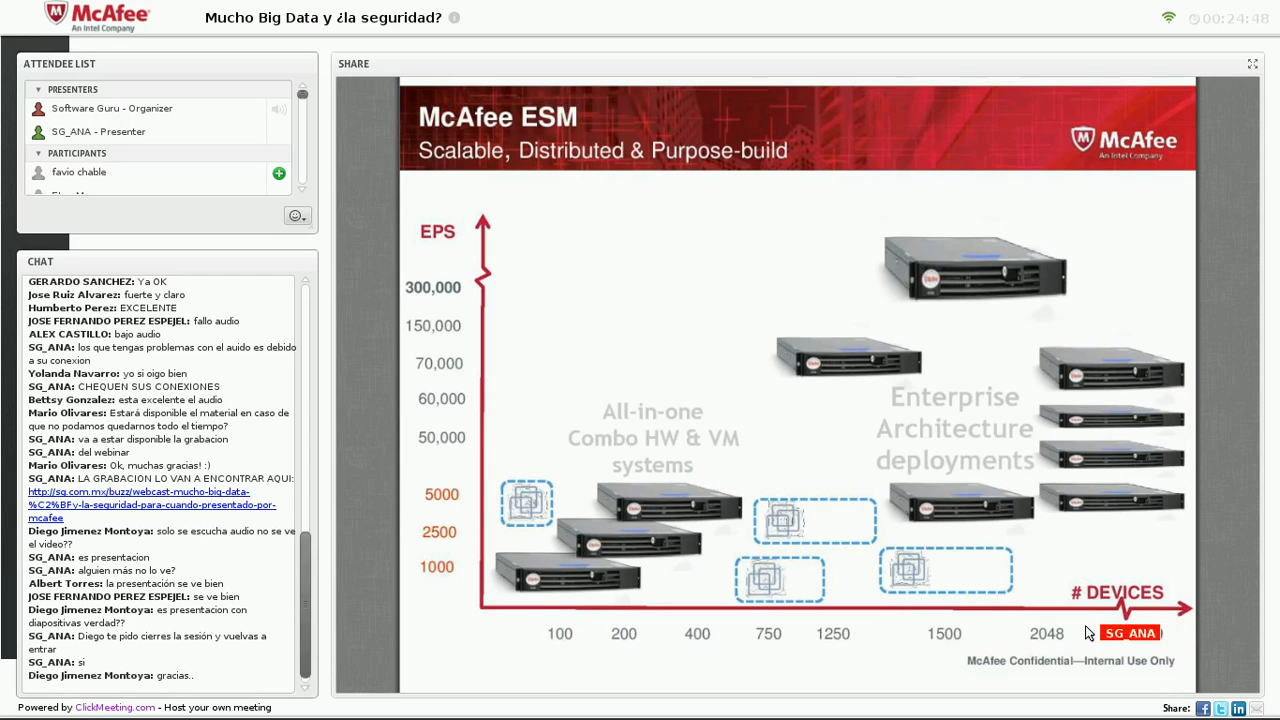 McAfee
An Intel Company
Mucho Big Data y ¿la seguridad?
00:24:48
ATTENDEE LIST
PRESENTERS
Software Guru - Organizer
SG_ANA - Presenter
PARTICIPANTS
favio chable
CHAT
GERARDO SANCHEZ: Ya OK
Jose Ruiz Alvarez: fuerte y claro
Humberto Perez: EXCELENTE
JOSE FERNANDO PEREZ ESPEJEL: fallo audio
ALEX CASTILLO: bajo audio
SG_ANA: los que tengas problemas con el auido es debido
a su conexion
Yolanda Navarro: yo si oigo bien
SG_ANA: CHEQUEN SUS CONEXIONES
Bettsy Gonzalez: esta excelente el audio
Mario Olivares: Estará disponible el material en caso de
que no podamos quedarnos todo el tiempo?
SG_ANA: va a estar disponible la grabacion
SG_ANA: del webinar
Mario Olivares: Ok, muchas gracias! :)
SG_ANA: LA GRABACION LO VAN A ENCONTRAR AQUI:
http://sg.com.mx/buzz/webcast-mucho-big-data-
%C2%BFy-la-seguridad-para-cuando-presentado-por-
mcafee
Diego Jimenez Montoya: solo se escucha audio no se ve
el video??
SG_ANA: es presentacion
SG_ANA: alguien más no lo ve?
Albert Torres: la presentación se ve bien
JOSE FERNANDO PEREZ ESPEJEL: se ve bien
Diego Jimenez Montoya: es presentacion con
diapositivas verdad??
SG_ANA: Diego te pido cierres la sesión y vuelvas a
entrar
SG_ANA: si
Diego Jimenez Montoya: gracias..
SHARE
McAfee ESM
Scalable, Distributed & Purpose-build
McAfee
An Intel Company
EPS
300,000
150,000
70,000
60,000
50,000
5000
2500
1000
All-in-one
Combo HW & VM
systems
Enterprise
Architecture
deployments
# DEVICES
100 200 400 750 1250 1500 2048
SG_ANA
McAfee Confidential—Internal Use Only
Powered by ClickMeeting.com - Host your own meeting
Share: